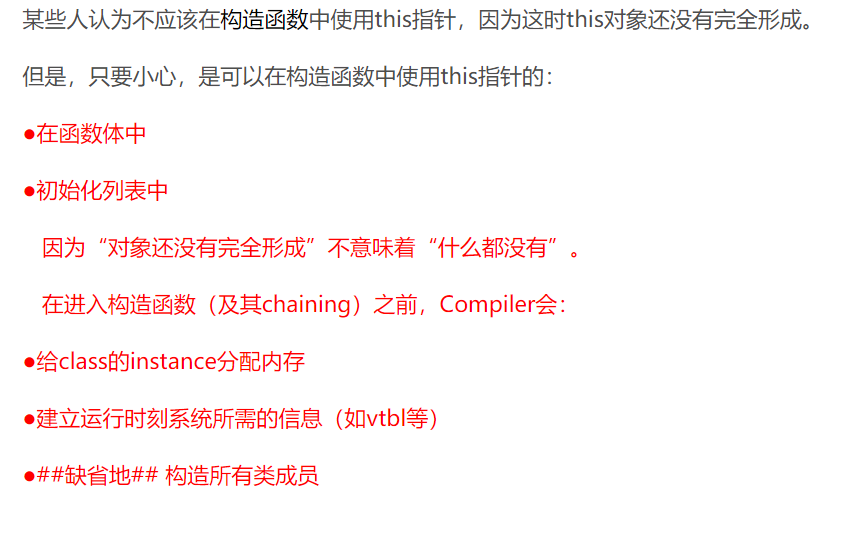 某些人认为不应该在构造函数中使用this指针，因为这时this对象还没有完全形成。
但是，只要小心，是可以在构造函数中使用this指针的：
●在函数体中
●初始化列表中
因为“对象还没有完全形成”不意味着“什么都没有”。
在进入构造函数（及其chaining）之前，Compiler会：
●给class的instance分配内存
●建立运行时刻系统所需的信息（如vtbl等）
●##缺省地## 构造所有类成员